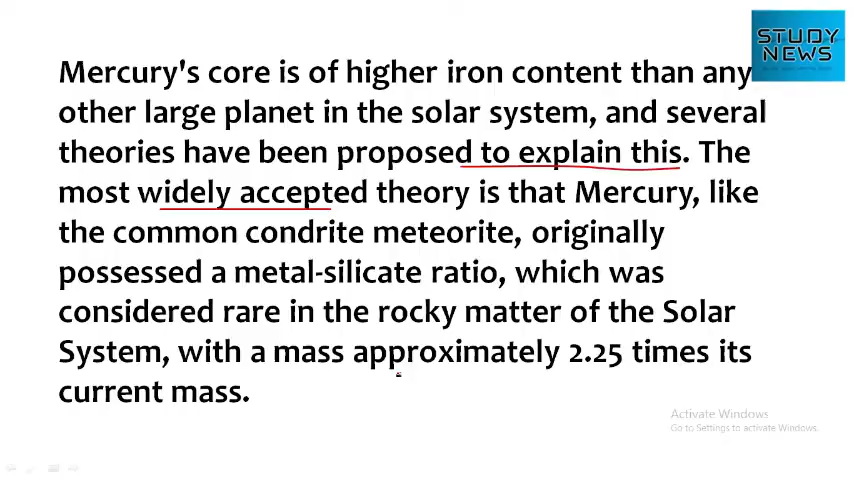 STUDY
NEWS
Mercury's core is of higher iron content than any
other large planet in the solar system, and several
theories have been proposed to explain this. The
most widely accepted theory is that Mercury, like
the common condrite meteorite, originally
possessed a metal-silicate ratio, which was
considered rare in the rocky matter of the Solar
System, with a mass approximately 2.25 times its
current mass.
Activate Windows
Go to Settings to activate Windows.